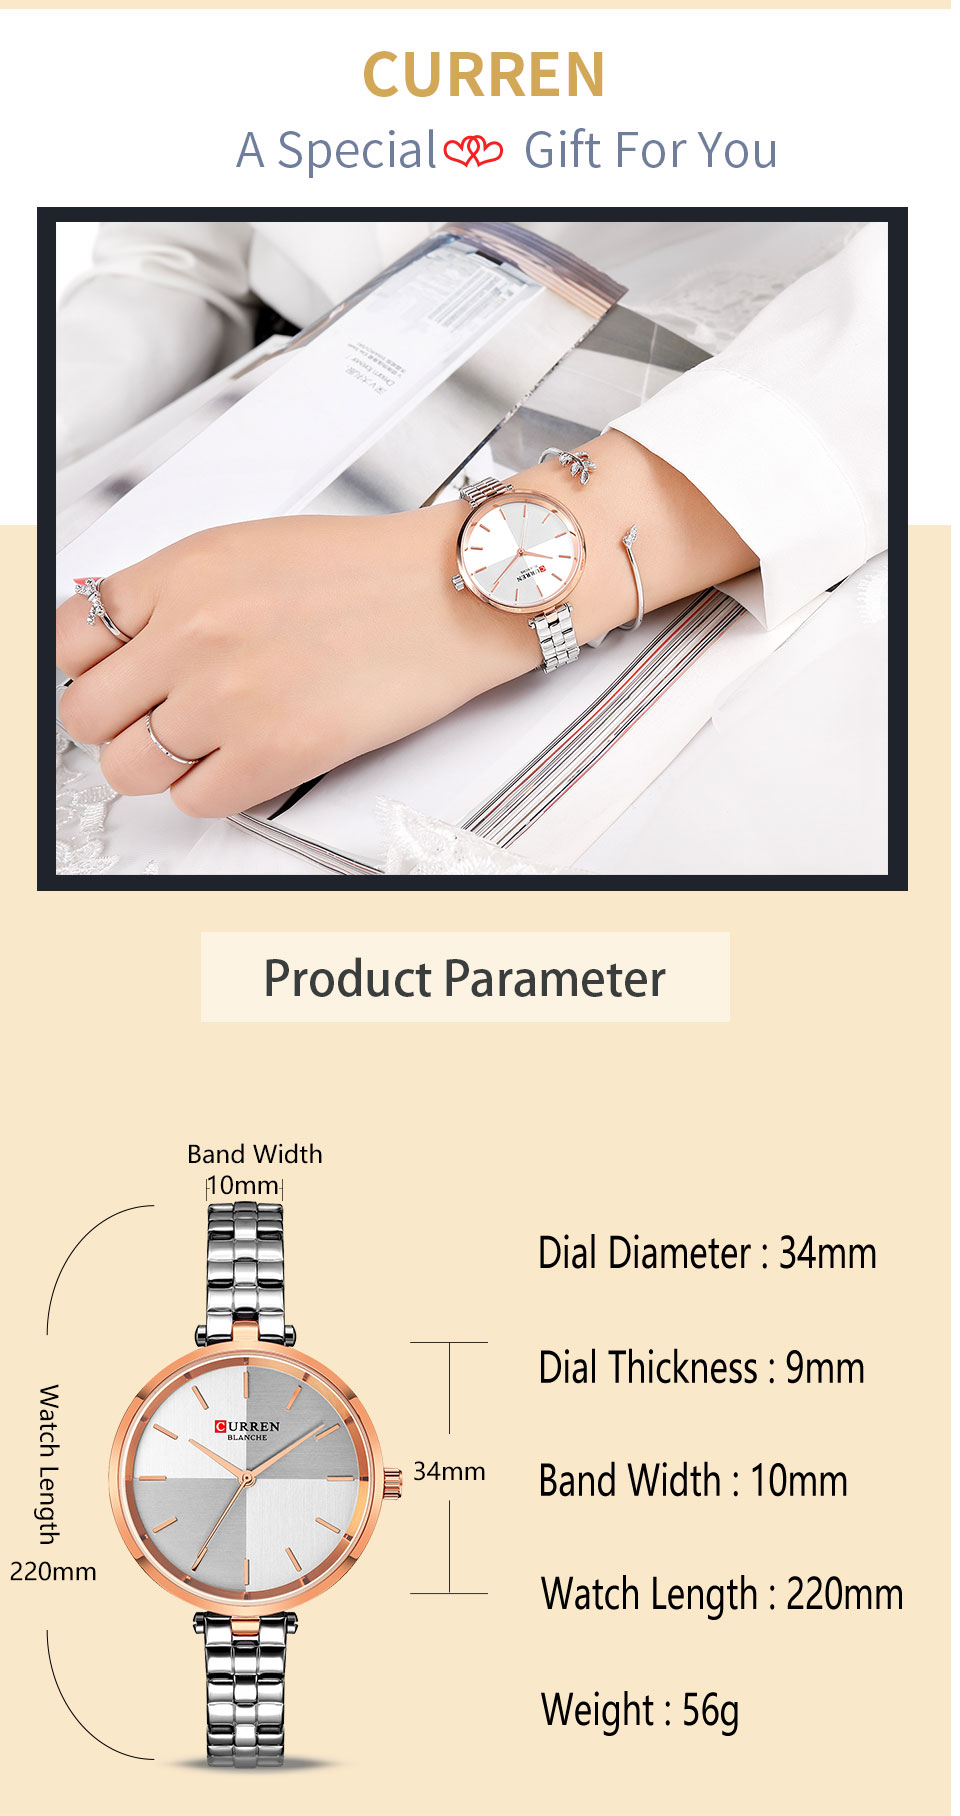 CURREN
A Special Gift For You
CURREN
Product Parameter
Band Width
10mm
CURREN
BLANCHE
Watch Length
220mm
34mm
Dial Diameter : 34mm
Dial Thickness : 9mm
Band Width : 10mm
Watch Length : 220mm
Weight : 56g